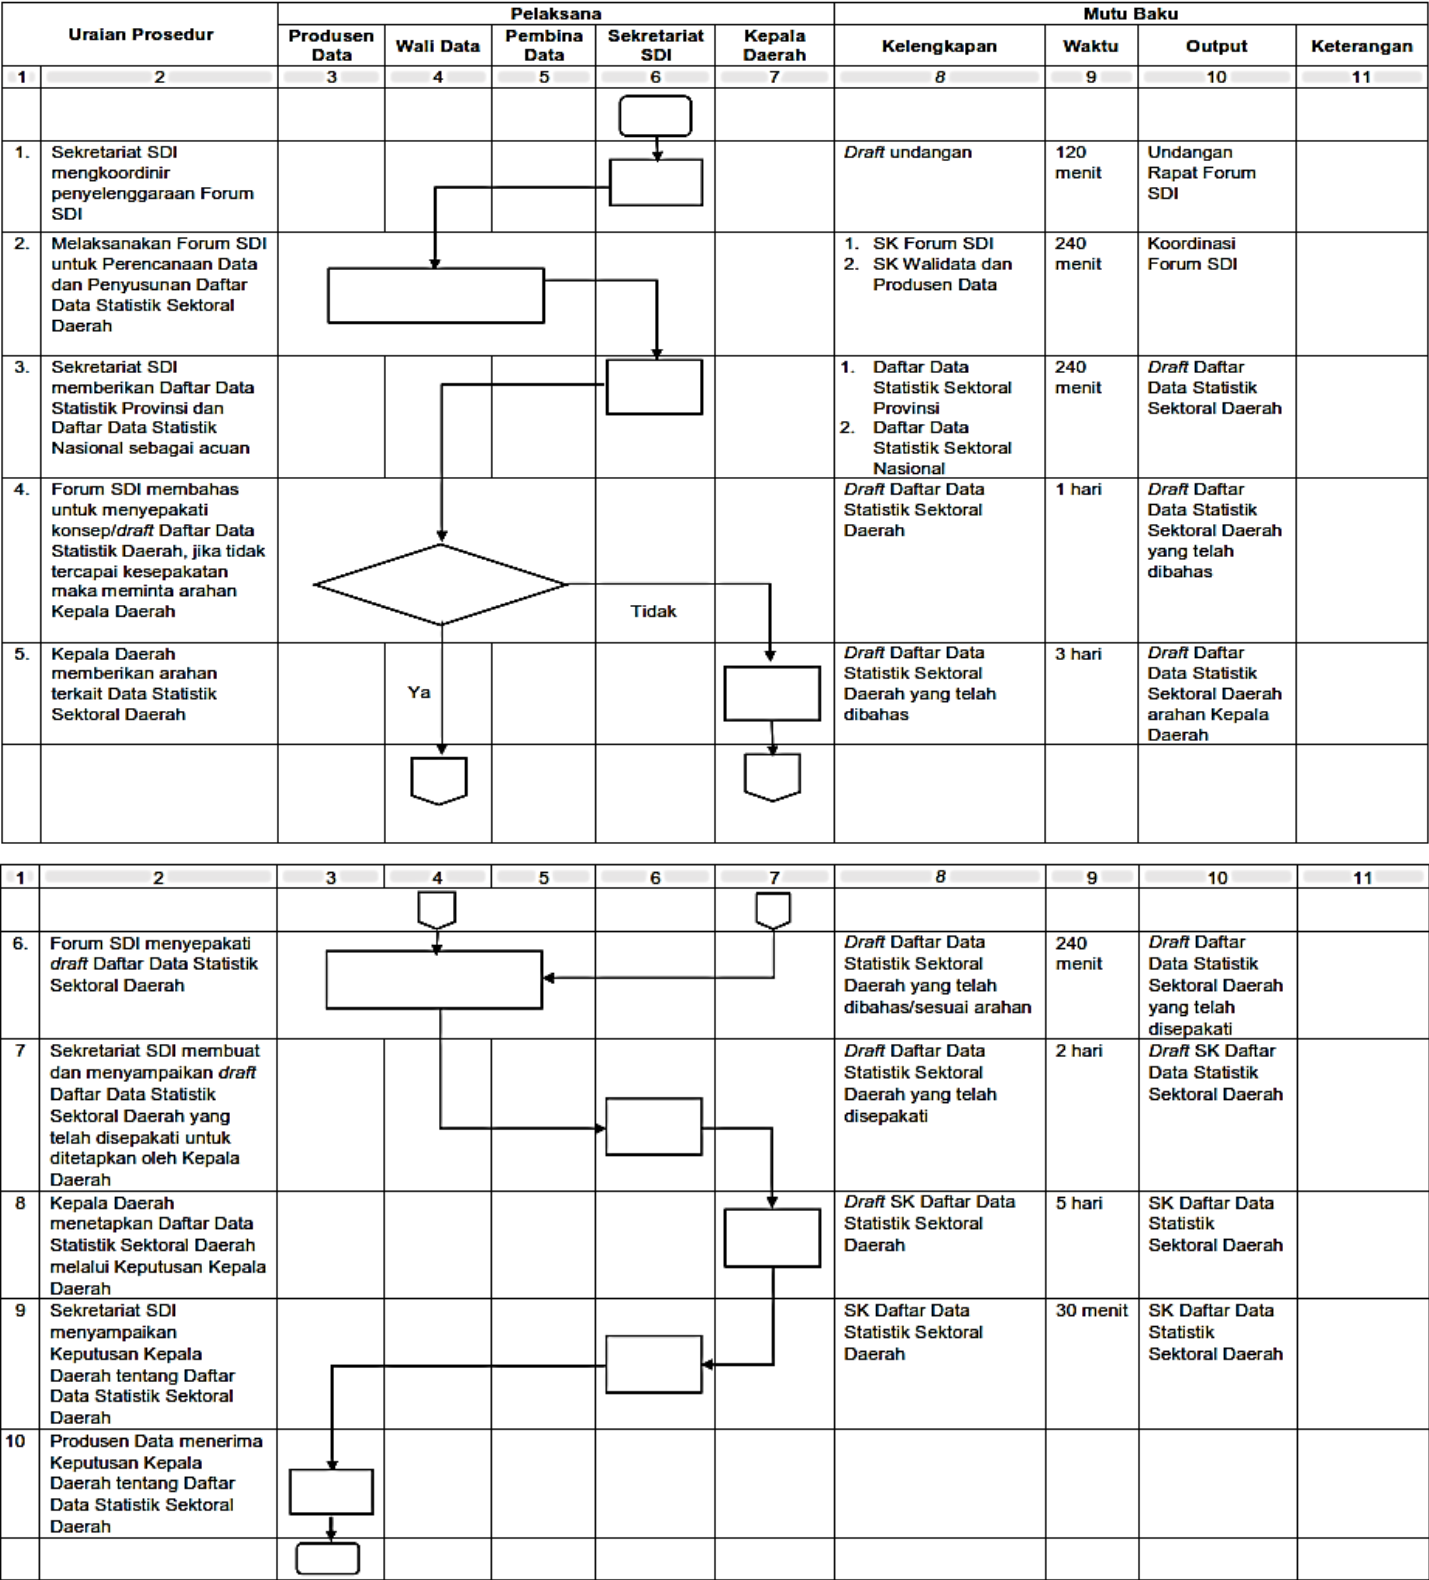 Uraian Prosedur
Pelaksana
Mutu Baku
Produsen
Data
Wali Data
Pembina
Data
Sekretariat
SDI
Kepala
Daerah
Kelengkapan
Waktu
Output
Keterangan
1 2 3 4 5 6 7 8 9 10 11
1.
Sekretariat SDI
mengkoordinir
penyelenggaraan Forum
SDI
Draft undangan
120
menit
Undangan
Rapat Forum
SDI
2.
Melaksanakan Forum SDI
untuk Perencanaan Data
dan Penyusunan Daftar
Data Statistik Sektoral
Daerah
1. SK Forum SDI
2. SK Walidata dan
Produsen Data
240
menit
Koordinasi
Forum SDI
3.
Sekretariat SDI
memberikan Daftar Data
Statistik Provinsi dan
Daftar Data Statistik
Nasional sebagai acuan
1. Daftar Data
Statistik Sektoral
Provinsi
2. Daftar Data
Statistik Sektoral
Nasional
240
menit
Draft Daftar
Data Statistik
Sektoral Daerah
4.
Forum SDI membahas
untuk menyepakati
konsep/draft Daftar Data
Statistik Daerah, jika tidak
tercapai kesepakatan
maka meminta arahan
Kepala Daerah
Tidak
Draft Daftar Data
Statistik Sektoral
Daerah
1 hari
Draft Daftar
Data Statistik
Sektoral Daerah
yang telah
dibahas
5.
Kepala Daerah
memberikan arahan
terkait Data Statistik
Sektoral Daerah
Ya
Draft Daftar Data
Statistik Sektoral
Daerah yang telah
dibahas
3 hari
Draft Daftar
Data Statistik
Sektoral Daerah
arahan Kepala
Daerah
1 2 3 4 5 6 7 8 9 10 11
6.
Forum SDI menyepakati
draft Daftar Data Statistik
Sektoral Daerah
Draft Daftar Data
Statistik Sektoral
Daerah yang telah
dibahas/sesuai arahan
240
menit
Draft Daftar
Data Statistik
Sektoral Daerah
yang telah
disepakati
7
Sekretariat SDI membuat
dan menyampaikan draft
Daftar Data Statistik
Sektoral Daerah yang
telah disepakati untuk
ditetapkan oleh Kepala
Daerah
Draft Daftar Data
Statistik Sektoral
Daerah yang telah
disepakati
2 hari
Draft SK Daftar
Data Statistik
Sektoral Daerah
8
Kepala Daerah
menetapkan Daftar Data
Statistik Sektoral Daerah
melalui Keputusan Kepala
Daerah
Draft SK Daftar Data
Statistik Sektoral
Daerah
5 hari
SK Daftar Data
Statistik
Sektoral Daerah
9
Sekretariat SDI
menyampaikan
Keputusan Kepala
Daerah tentang Daftar
Data Statistik Sektoral
Daerah
SK Daftar Data
Statistik Sektoral
Daerah
30 menit
SK Daftar Data
Statistik
Sektoral Daerah
10
Produsen Data menerima
Keputusan Kepala
Daerah tentang Daftar
Data Statistik Sektoral
Daerah